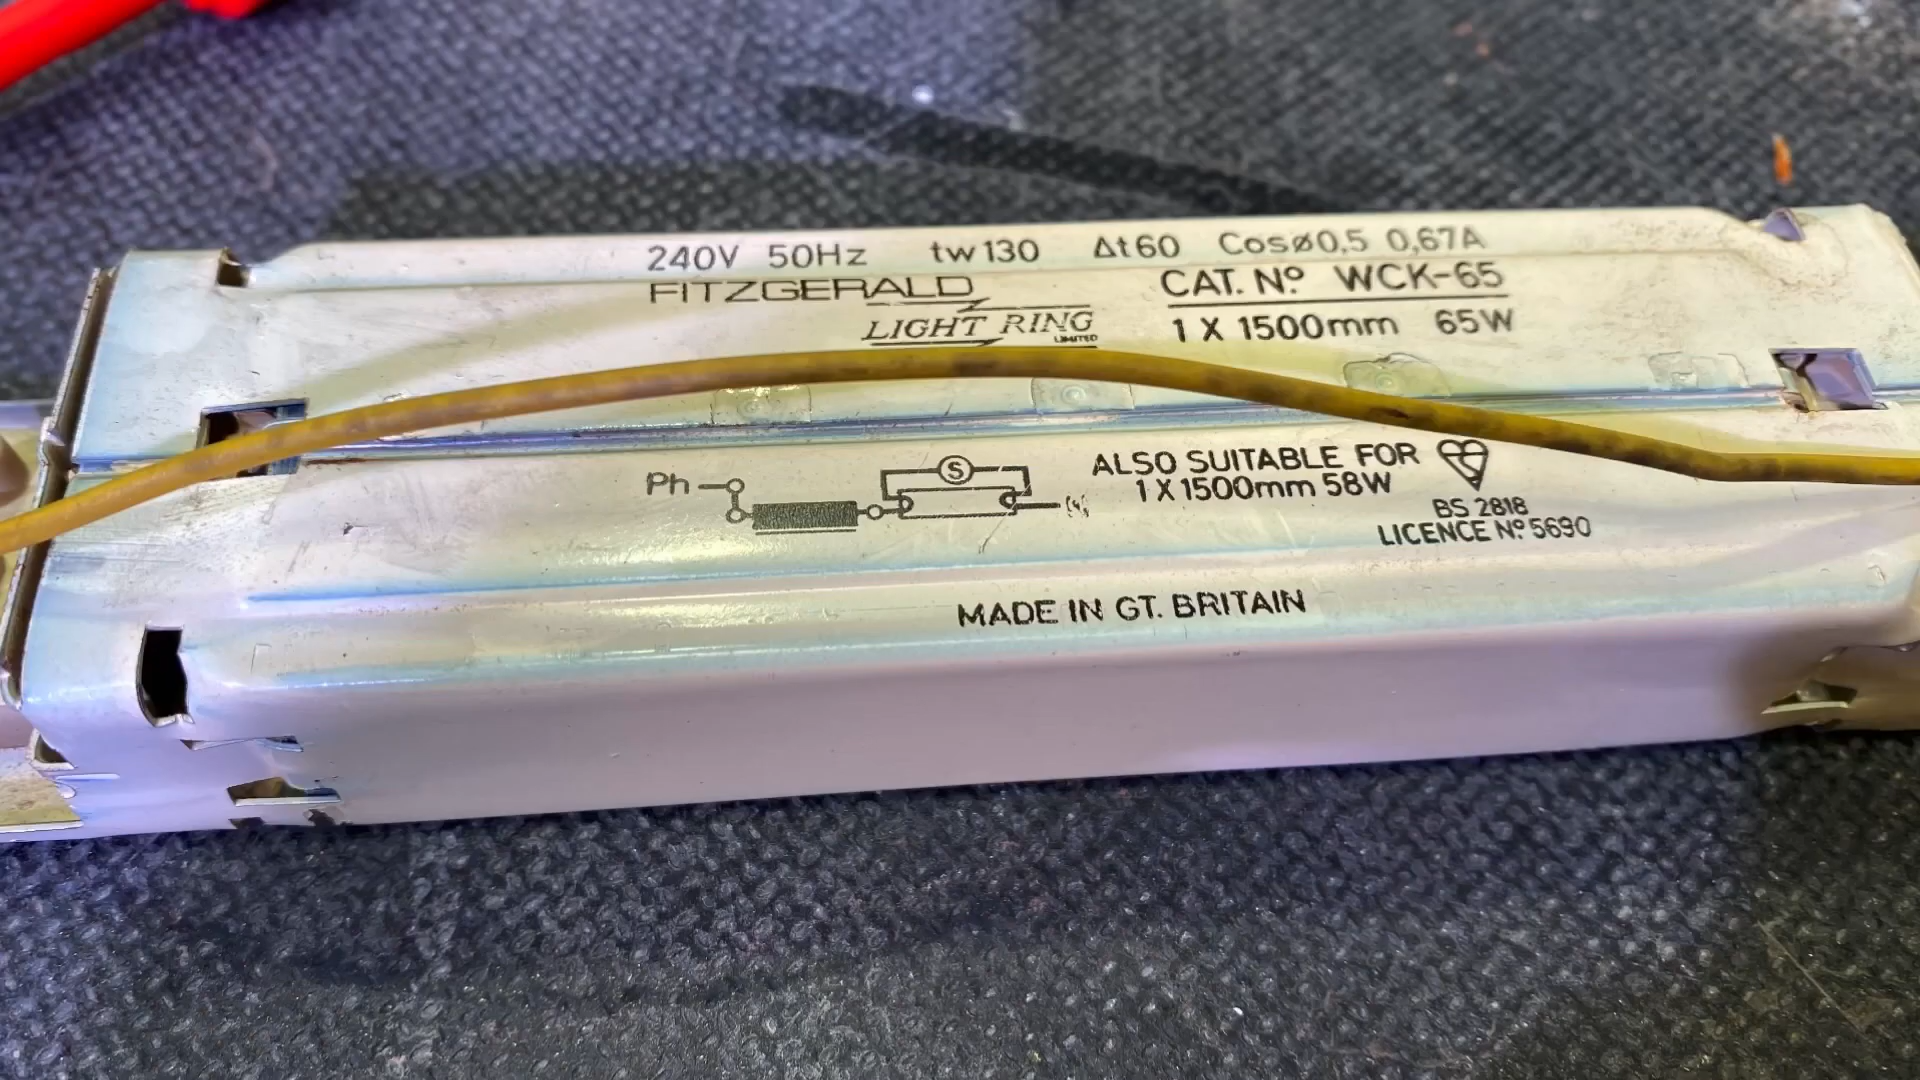 240V 50Hz tw130 Δt60 Cosø0,5 0,67A
FITZGERALD
LIGHT RING
LIMITED
CAT. Nº WCK-65
1 X 1500mm 65W
Ph
S
ALSO SUITABLE FOR
1 X 1500mm 58W
BS 2818
LICENCE Nº 5690
MADE IN GT. BRITAIN